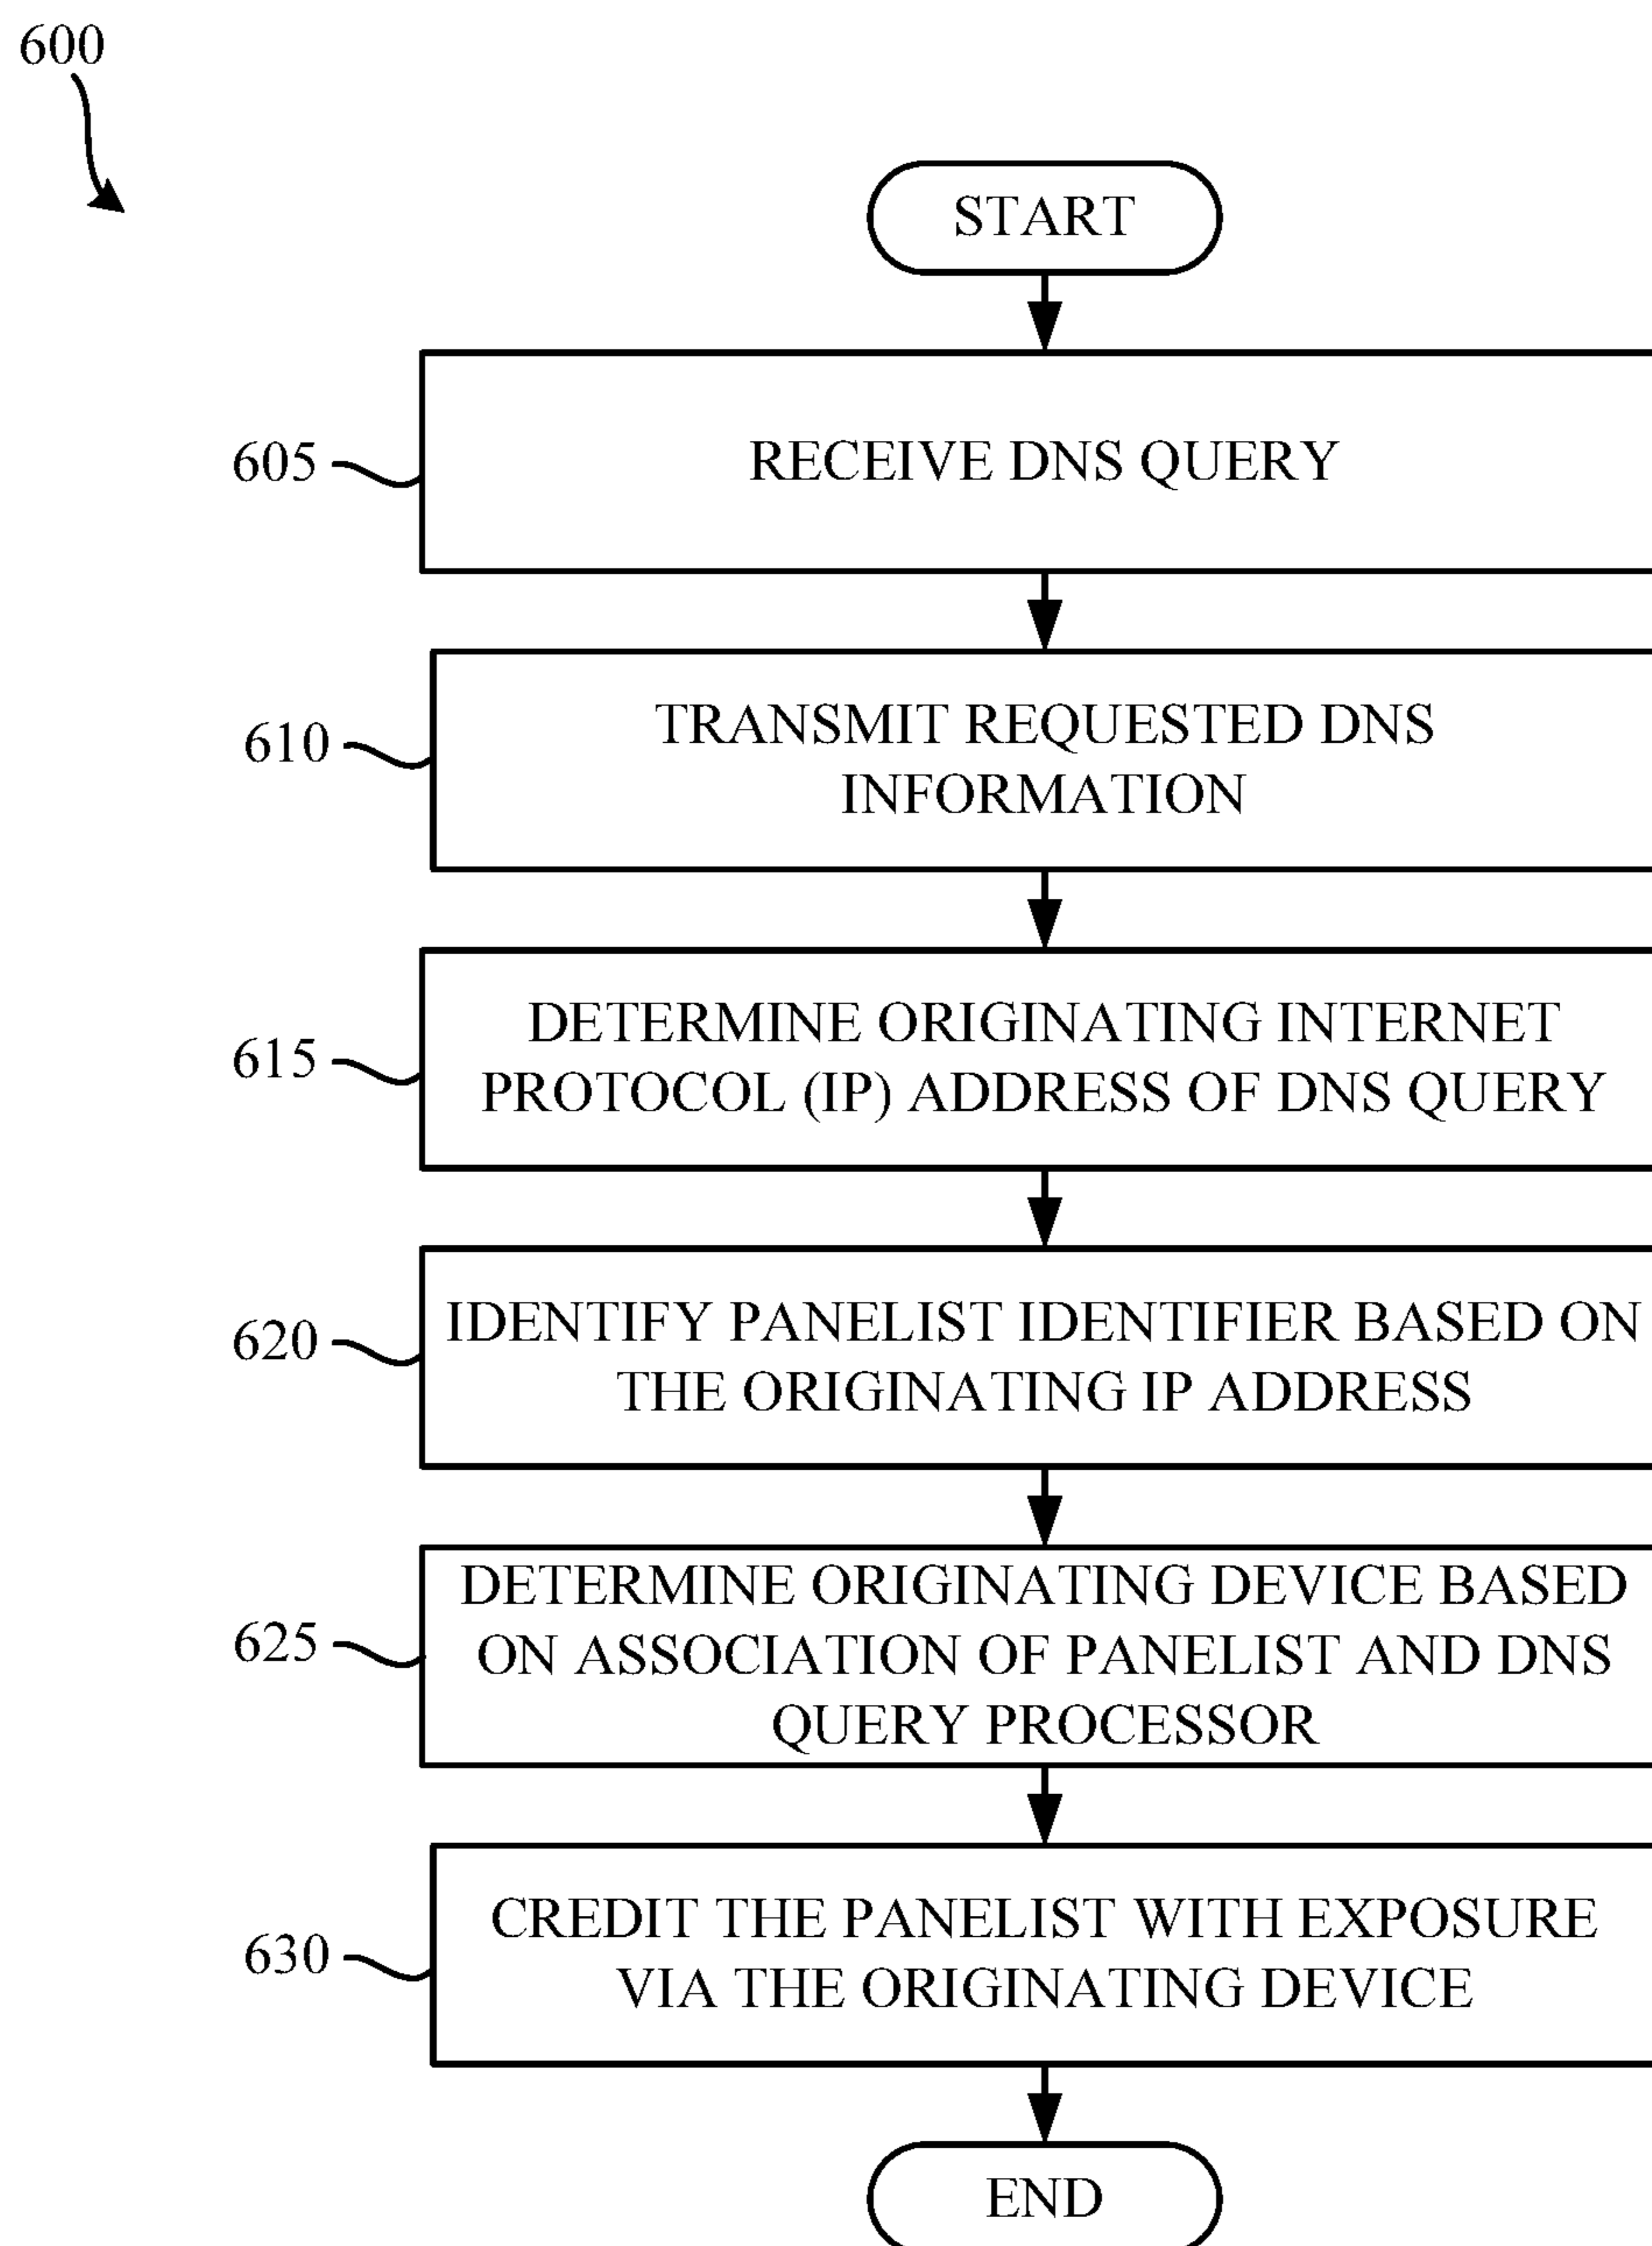 600
START
605
RECEIVE DNS QUERY
610
TRANSMIT REQUESTED DNS
INFORMATION
615
DETERMINE ORIGINATING INTERNET
PROTOCOL (IP) ADDRESS OF DNS QUERY
620
IDENTIFY PANELIST IDENTIFIER BASED ON
THE ORIGINATING IP ADDRESS
625
DETERMINE ORIGINATING DEVICE BASED
ON ASSOCIATION OF PANELIST AND DNS
QUERY PROCESSOR
630
CREDIT THE PANELIST WITH EXPOSURE
VIA THE ORIGINATING DEVICE
END